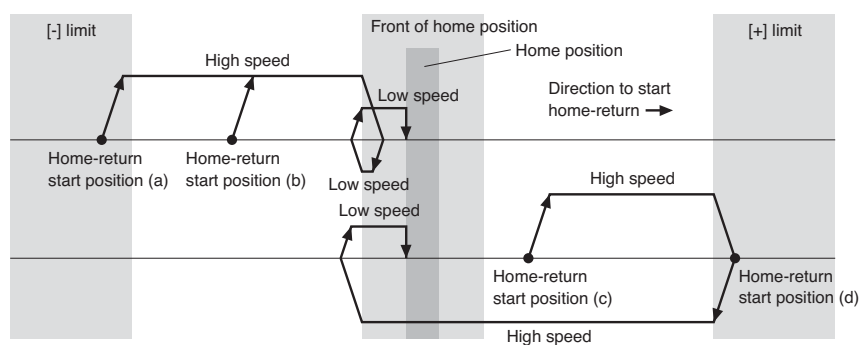 [-] limit
Front of home position
[+] limit
Home position
High speed
Low speed
Direction to start
home-return
Home-return
start position (a)
Home-return
start position (b)
Low speed
Low speed
High speed
Home-return
start position (c)
Home-return
start position (d)
High speed